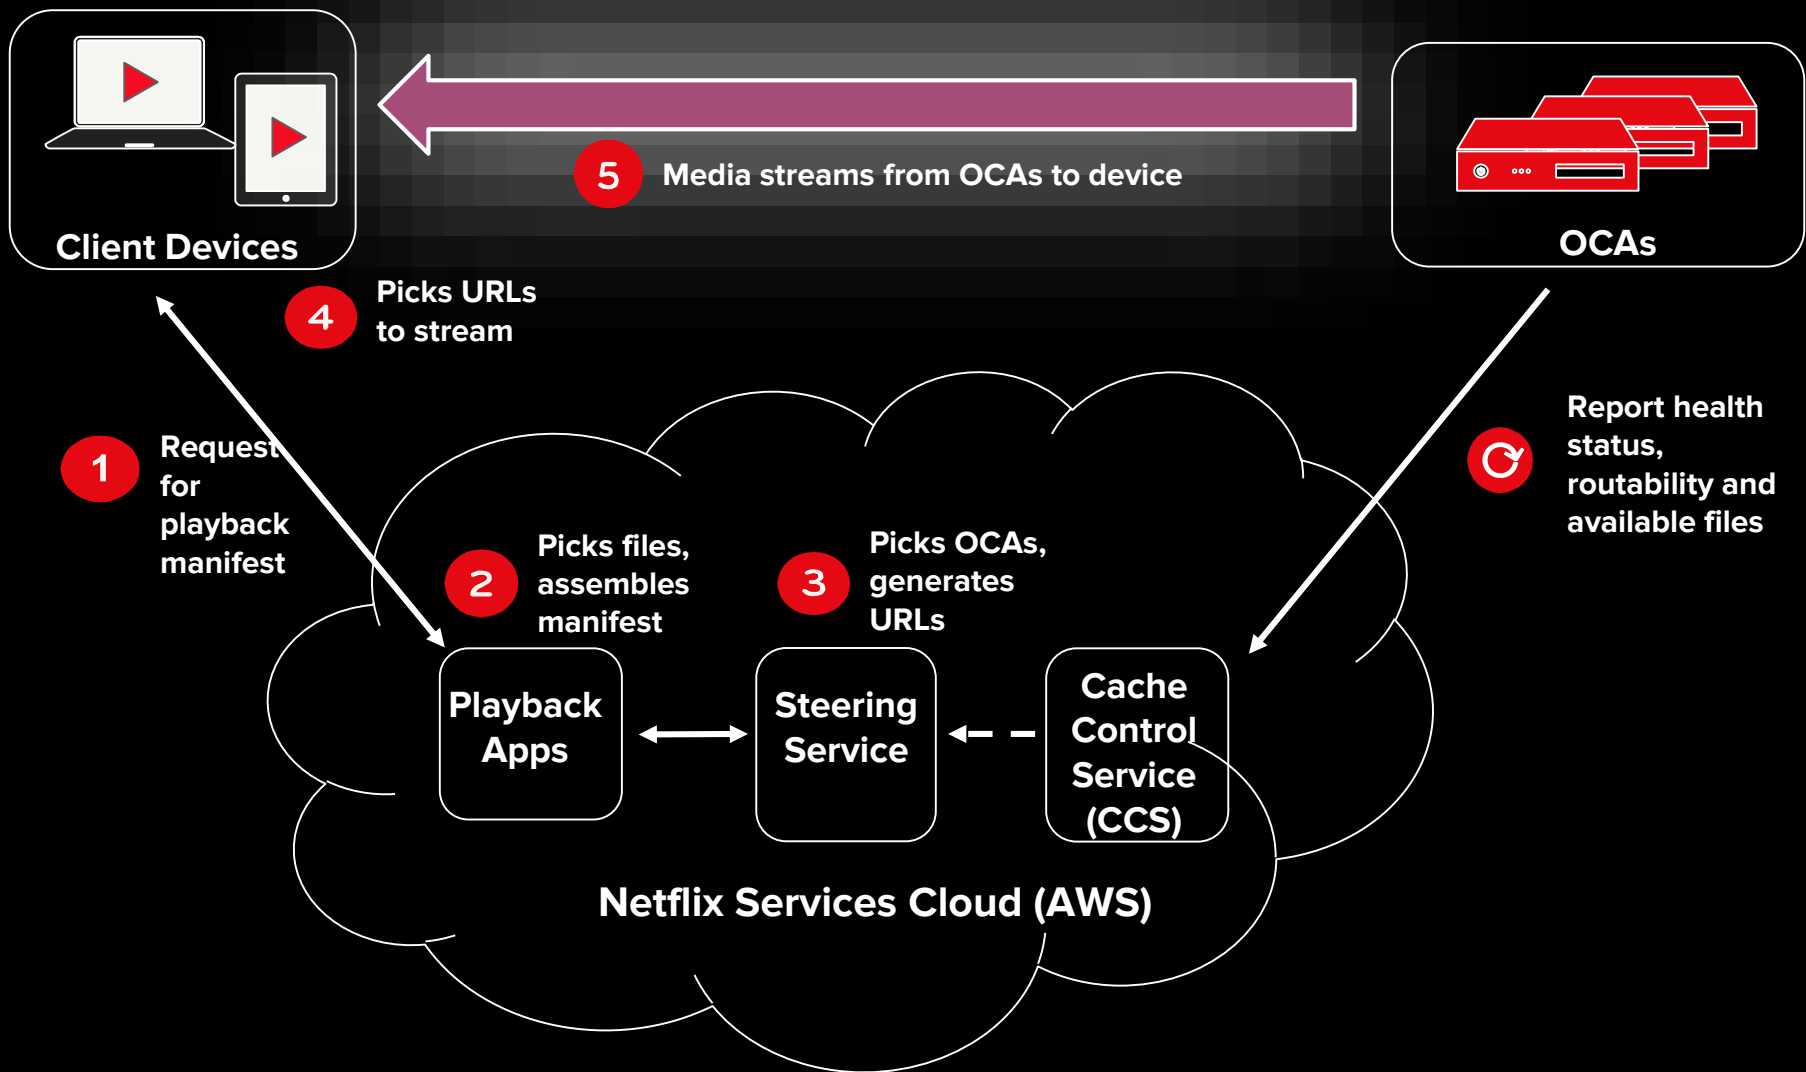 Client Devices
OCAs
5
Media streams from OCAs to device
4
Picks URLs
to stream
1
Request
for
playback
manifest
Report health
status,
routability and
available files
2
Picks files,
assembles
manifest
3
Picks OCAs,
generates
URLs
Playback
Apps
Steering
Service
Cache
Control
Service
(CCS)
Netflix Services Cloud (AWS)